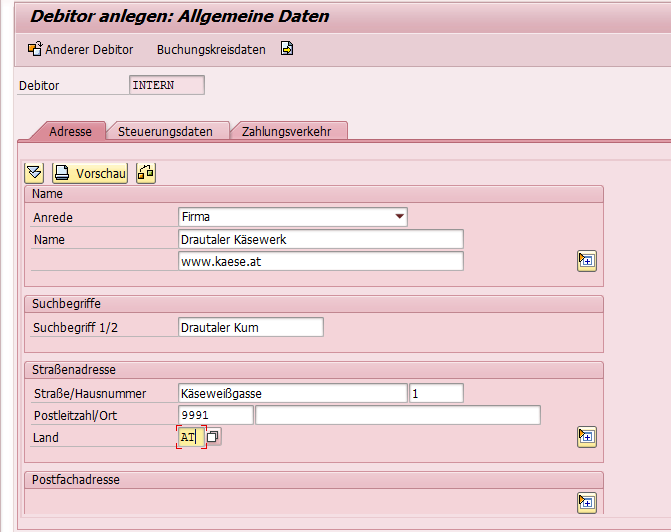 Debitor anlegen: Allgemeine Daten
Anderer Debitor Buchungskreisdaten
Debitor INTERN
Adresse Steuerungsdaten Zahlungsverkehr
Vorschau
Name
Anrede Firma
Name Drautaler Käsewerk
www.kaese.at
Suchbegriffe
Suchbegriff 1/2 Drautaler Kum
Straßenadresse
Straße/Hausnummer Käseweißgasse 1
Postleitzahl/Ort 9991
Land AT
Postfachadresse